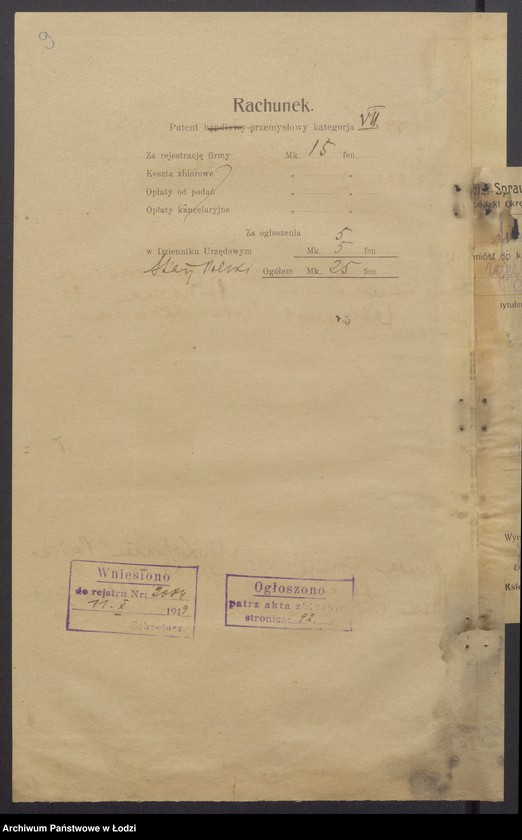 9
Rachunek.
Patent handlowy-przemysłowy kategorja VII
Za rejestrację firmy Mk. 15 fen.
Koszta zbiorowe " "
Opłaty od podań " "
Opłaty kancelaryjne " "
Za ogłoszenia 5
w Dzienniku Urzędowym Mk. 5 fen.
Ogółem Mk. 25 fen.
Wniesiono
do rejestru Nr:
11. X 1919
Sekretarz.
Ogłoszono
patrz akta
stronica:
Archiwum Państwowe w Łodzi